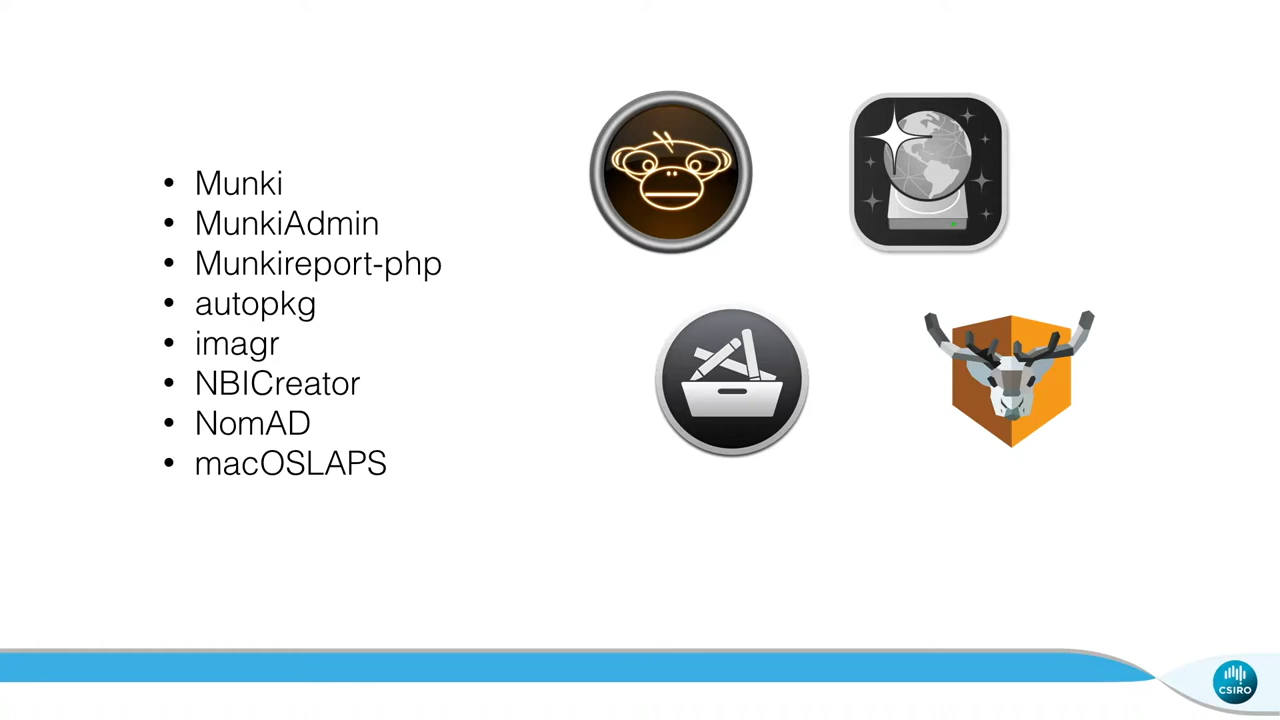 • Munki
• MunkiAdmin
• Munkireport-php
• autopkg
• imagr
• NBICreator
• NomAD
• macOSLAPS
CSIRO